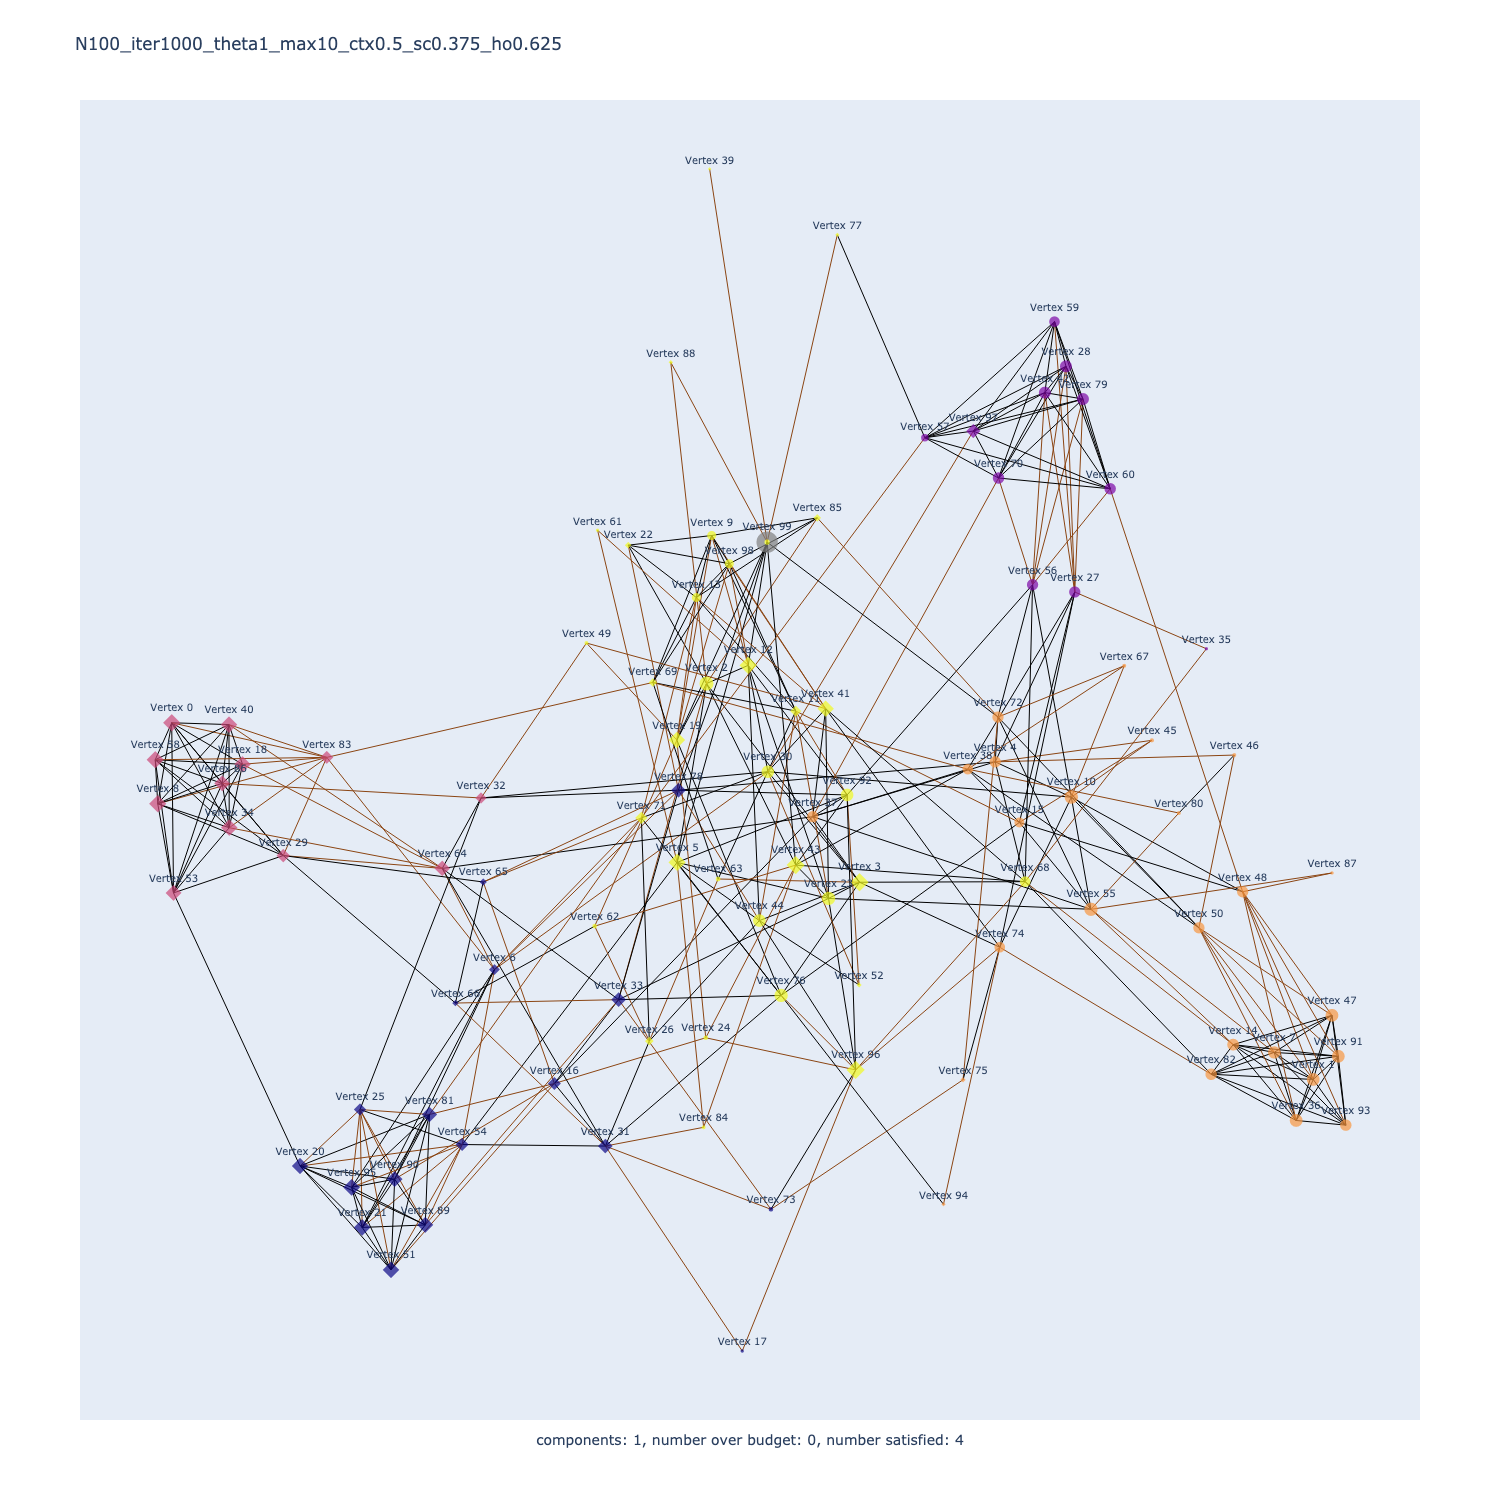 N100_iter1000_theta1_max10_ctx0.5_sc0.375_ho0.625
Vertex 39
Vertex 77
Vertex 59
Vertex 88
Vertex 28
Vertex 79
Vertex 57
Vertex 70
Vertex 60
Vertex 85
Vertex 61
Vertex 9
Vertex 99
Vertex 22
Vertex 98
Vertex 13
Vertex 56
Vertex 27
Vertex 49
Vertex 35
Vertex 12
Vertex 67
Vertex 2
Vertex 69
Vertex 41
Vertex 0
Vertex 40
Vertex 11
Vertex 72
Vertex 19
Vertex 45
Vertex 38
Vertex 18
Vertex 83
Vertex 4
Vertex 46
Vertex 30
Vertex 38
Vertex 32
Vertex 78
Vertex 92
Vertex 10
Vertex 8
Vertex 71
Vertex 37
Vertex 15
Vertex 80
Vertex 34
Vertex 29
Vertex 5
Vertex 43
Vertex 64
Vertex 63
Vertex 3
Vertex 68
Vertex 87
Vertex 53
Vertex 65
Vertex 23
Vertex 48
Vertex 55
Vertex 62
Vertex 44
Vertex 50
Vertex 74
Vertex 6
Vertex 76
Vertex 52
Vertex 66
Vertex 33
Vertex 47
Vertex 26
Vertex 24
Vertex 14
Vertex 7
Vertex 91
Vertex 96
Vertex 82
Vertex 1
Vertex 16
Vertex 75
Vertex 25
Vertex 81
Vertex 36
Vertex 93
Vertex 84
Vertex 54
Vertex 31
Vertex 20
Vertex 90
Vertex 95
Vertex 73
Vertex 94
Vertex 21
Vertex 89
Vertex 51
Vertex 17
components: 1, number over budget: 0, number satisfied: 4